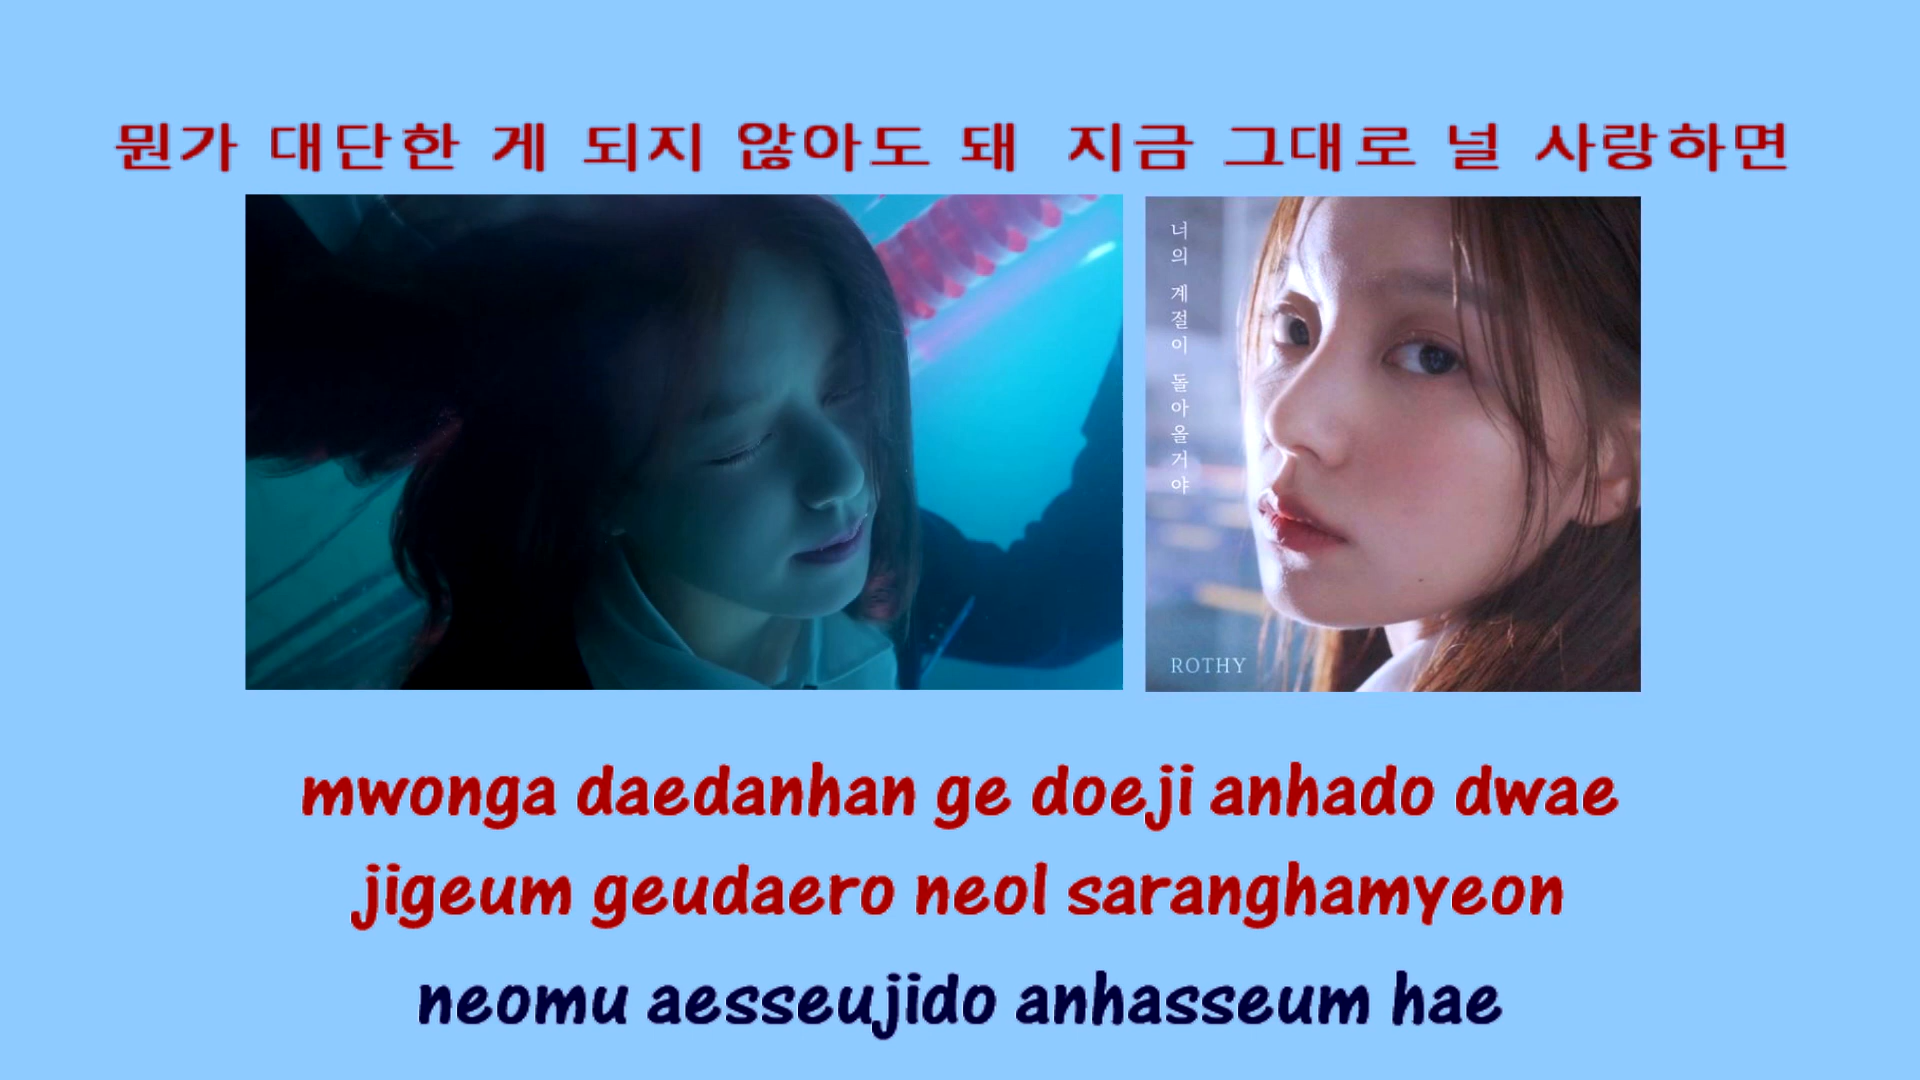 뭔가 대단한 게 되지 않아도 돼 지금 그대로 널 사랑하면
너의 계절이 돌아올거야
ROTHY
mwonga daedanhan ge doeji anhado dwae
jigeum geudaero neol saranghamyeon
neomu aesseujido anhasseum hae